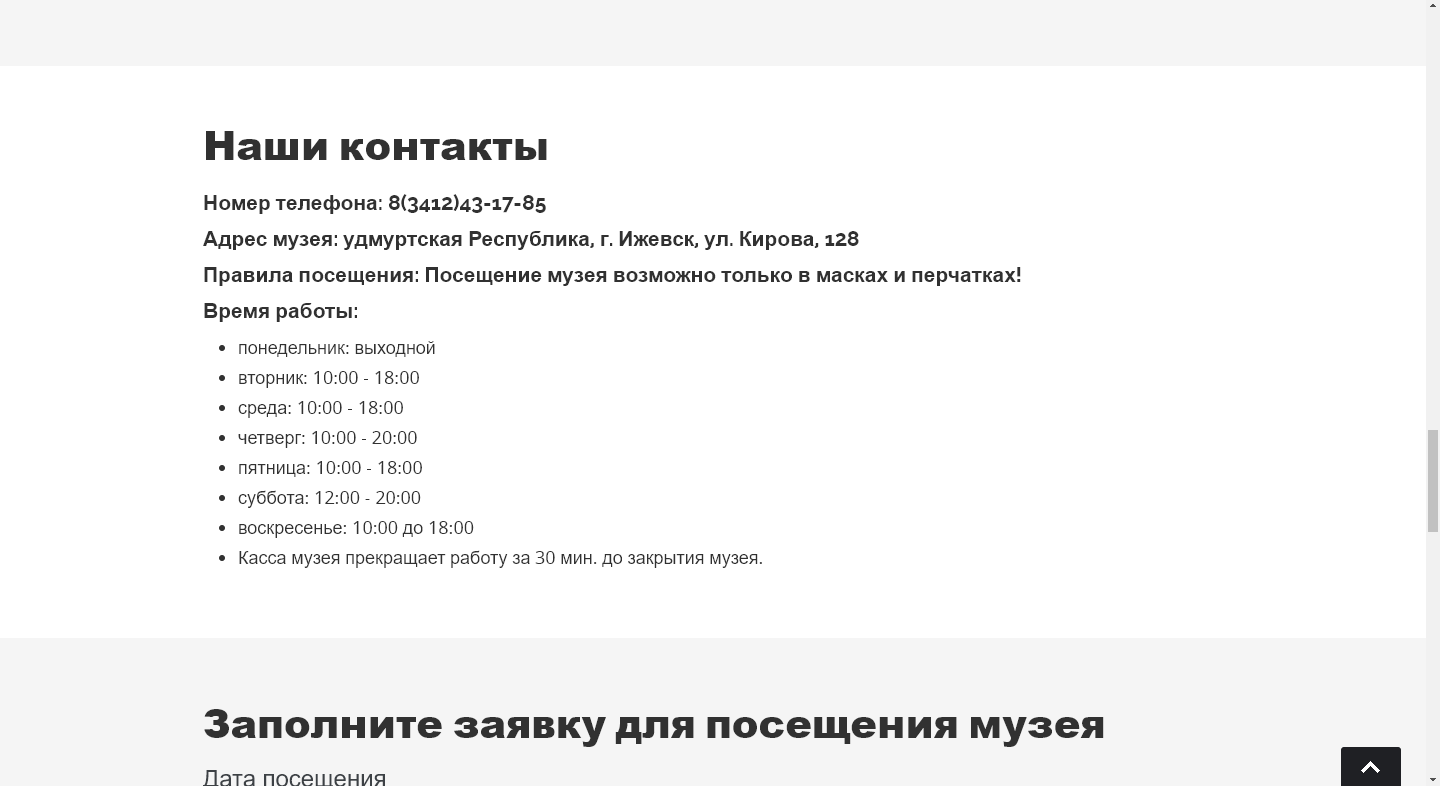 Наши контакты
Номер телефона: 8(3412)43-17-85
Адрес музея: удмуртская Республика, г. Ижевск, ул. Кирова, 128
Правила посещения: Посещение музея возможно только в масках и перчатках!
Время работы:
понедельник: выходной
вторник: 10:00 - 18:00
среда: 10:00 - 18:00
четверг: 10:00 - 20:00
пятница: 10:00 - 18:00
суббота: 12:00 - 20:00
воскресенье: 10:00 до 18:00
Касса музея прекращает работу за 30 мин. до закрытия музея.
Заполните заявку для посещения музея
Дата посещения